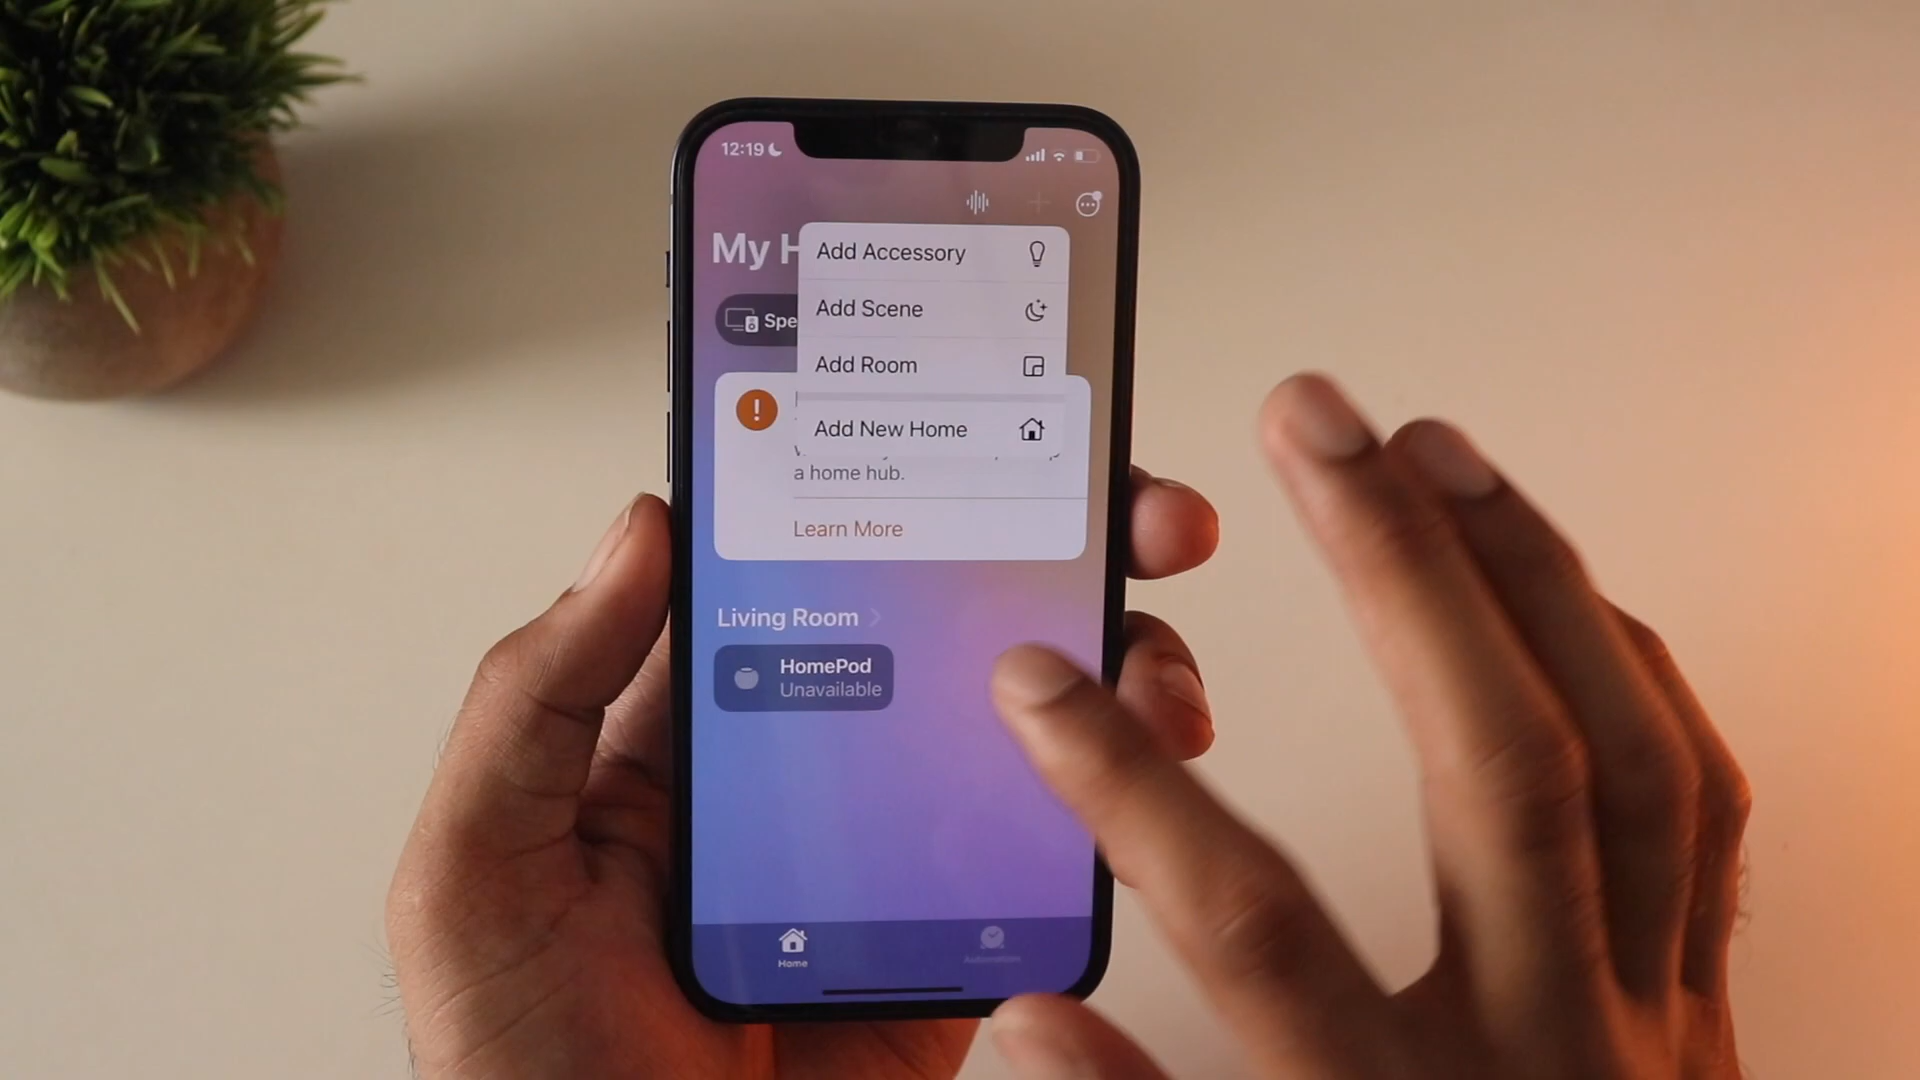 12:19
My H
Add Accessory
Spe
Add Scene
Add Room
!
Add New Home
a home hub.
Learn More
Living Room
HomePod
Unavailable
Home
Automations